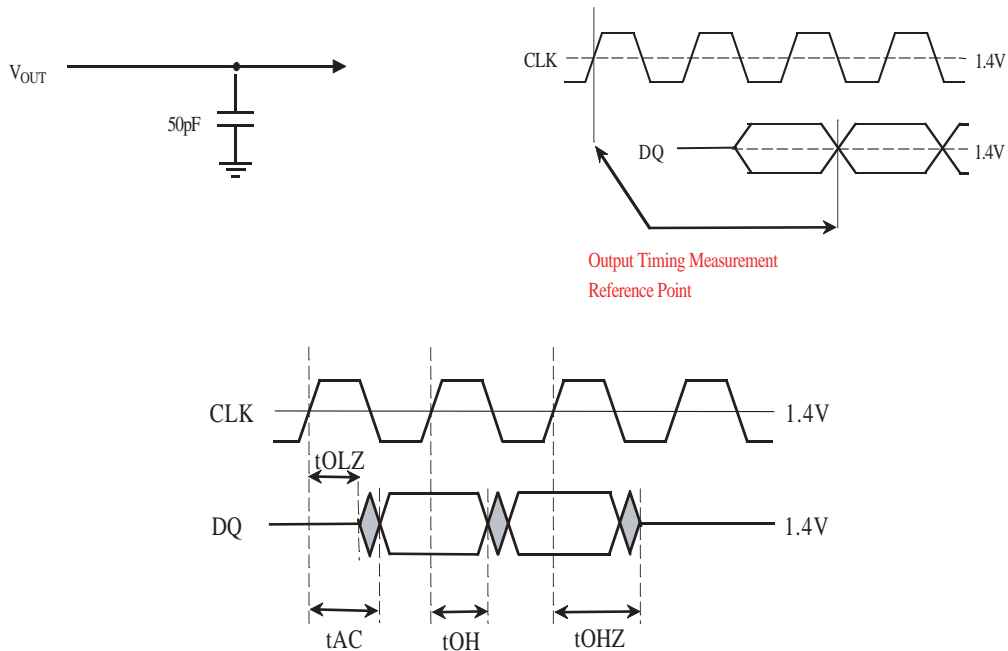 V_OUT
50pF
CLK
1.4V
DQ
1.4V
Output Timing Measurement
Reference Point
CLK
1.4V
tOLZ
DQ
1.4V
tAC
tOH
tOHZ